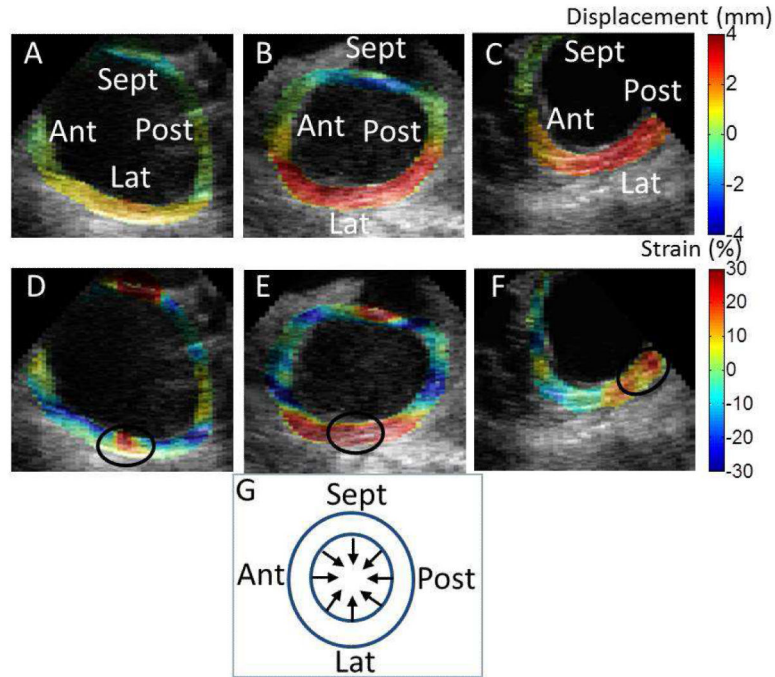 Displacement (mm)
A
Sept
Ant
Post
Lat
B
Sept
Ant
Post
Lat
C
Sept
Post
Ant
Lat
4
2
0
-2
-4
Strain (%)
D
E
F
30
20
10
0
-10
-20
-30
G
Sept
Ant
Post
Lat